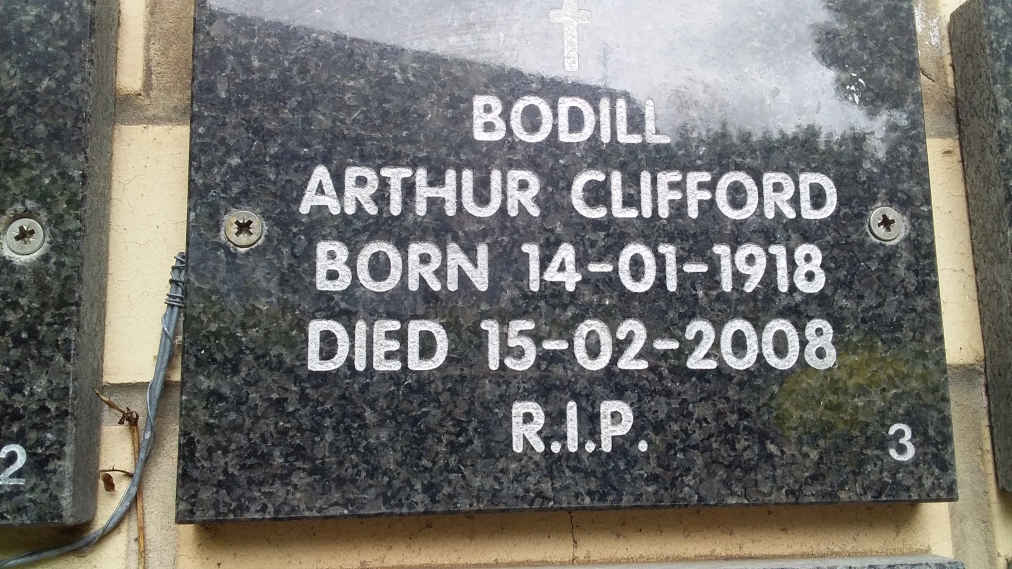 BODILL
ARTHUR CLIFFORD
BORN 14-01-1918
DIED 15-02-2008
R.I.P.
3
2